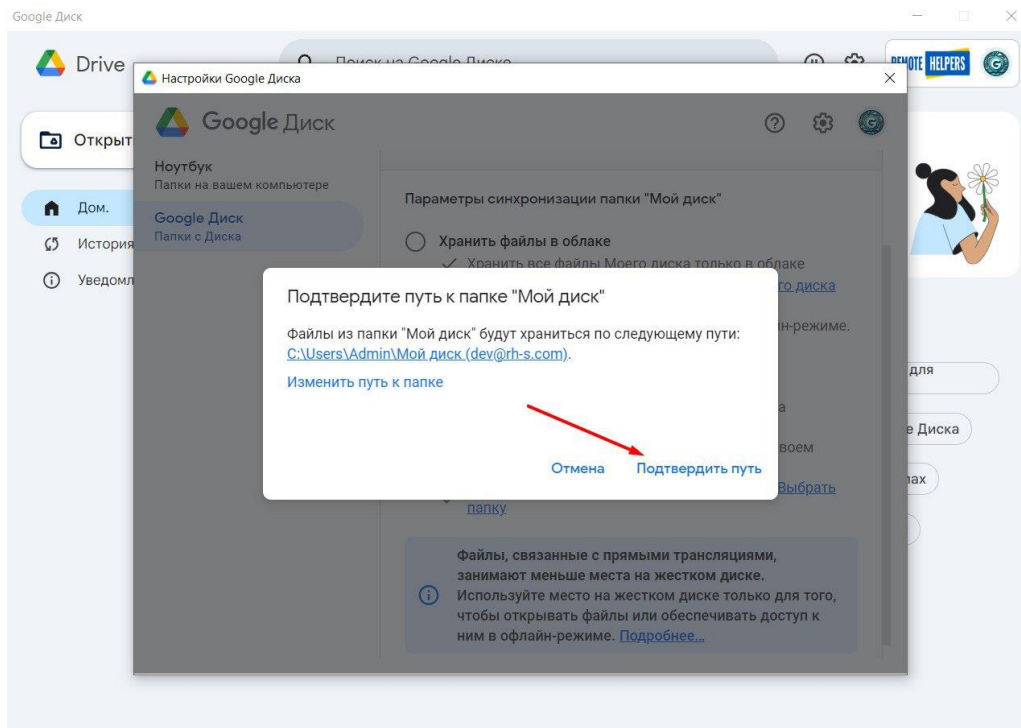 Google Диск
Drive
Поиск на Google Диске
REMOTE HELPERS
Настройки Google Диска
Google Диск
Открыт
Ноутбук
Папки на вашем компьютере
Google Диск
Папки с Диска
Дом.
История
Уведомл
Параметры синхронизации папки "Мой диск"
Хранить файлы в облаке
Хранить все файлы Моего диска только в облаке
го диска
н-режиме.
Подтвердите путь к папке "Мой диск"
Файлы из папки "Мой диск" будут храниться по следующему пути:
C:\Users\Admin\Мой диск (dev@rh-s.com).
Изменить путь к папке
Отмена
Подтвердить путь
а
воем
Выбрать
папку
Файлы, связанные с прямыми трансляциями,
занимают меньше места на жестком диске.
Используйте место на жестком диске только для того,
чтобы открывать файлы или обеспечивать доступ к
ним в офлайн-режиме. Подробнее...
для
е Диска
лах